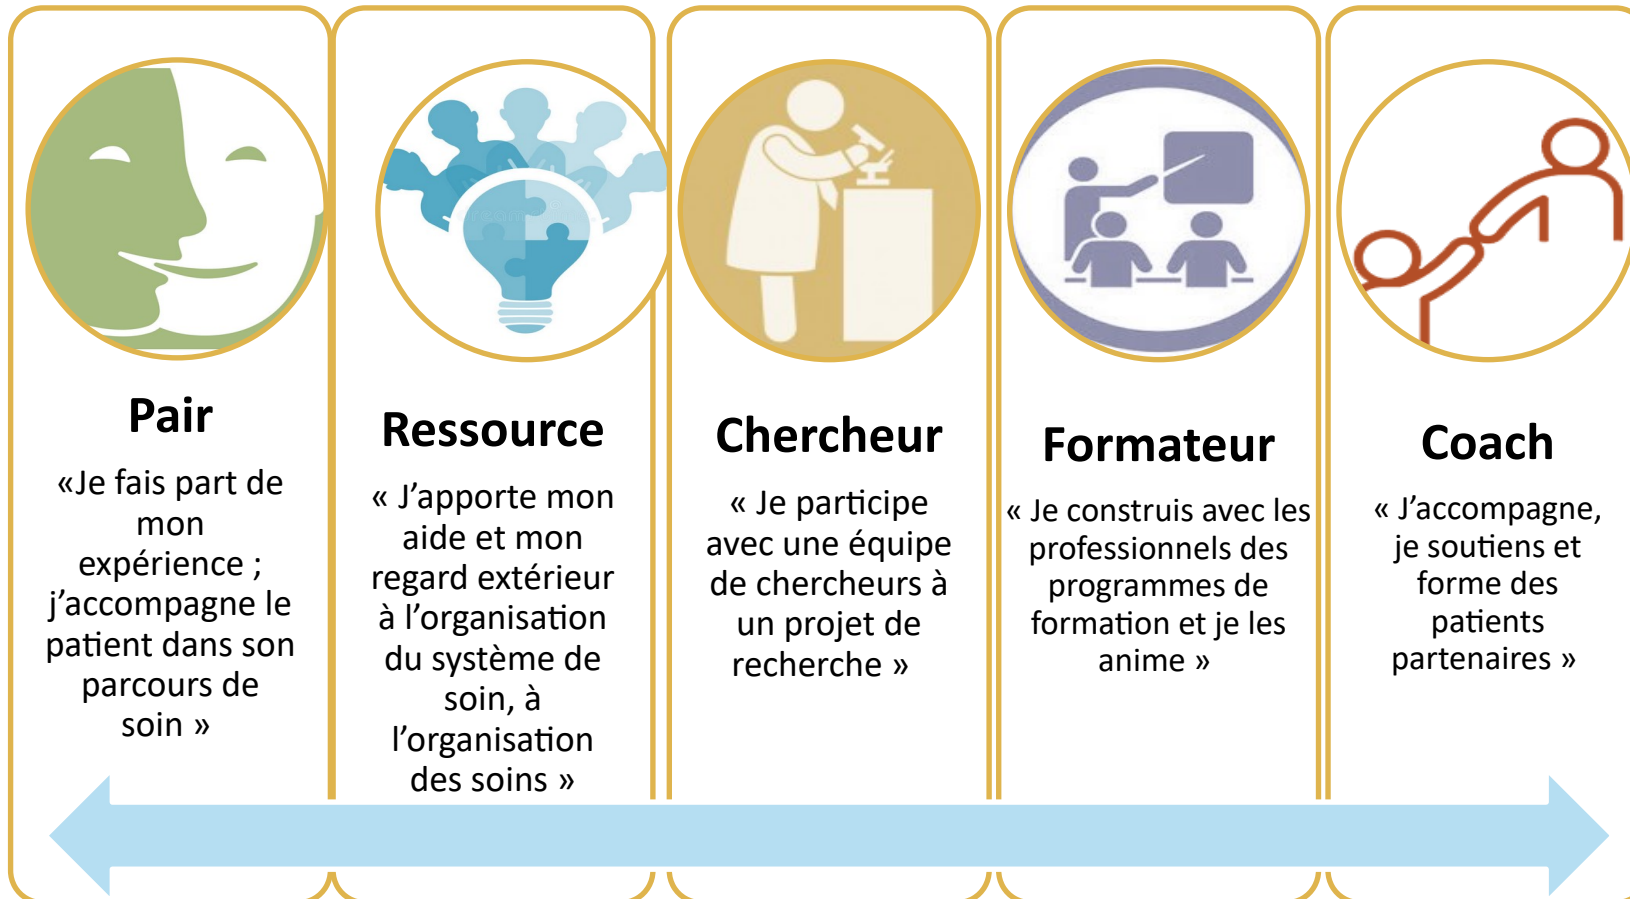 Pair
«Je fais part de
mon
expérience ;
j’accompagne le
patient dans son
parcours de
soin »
Ressource
« J’apporte mon
aide et mon
regard extérieur
à l’organisation
du système de
soin, à
l’organisation
des soins »
Chercheur
« Je participe
avec une équipe
de chercheurs à
un projet de
recherche »
Formateur
« Je construis avec les
professionnels des
programmes de
formation et je les
anime »
Coach
« J’accompagne,
je soutiens et
forme des
patients
partenaires »